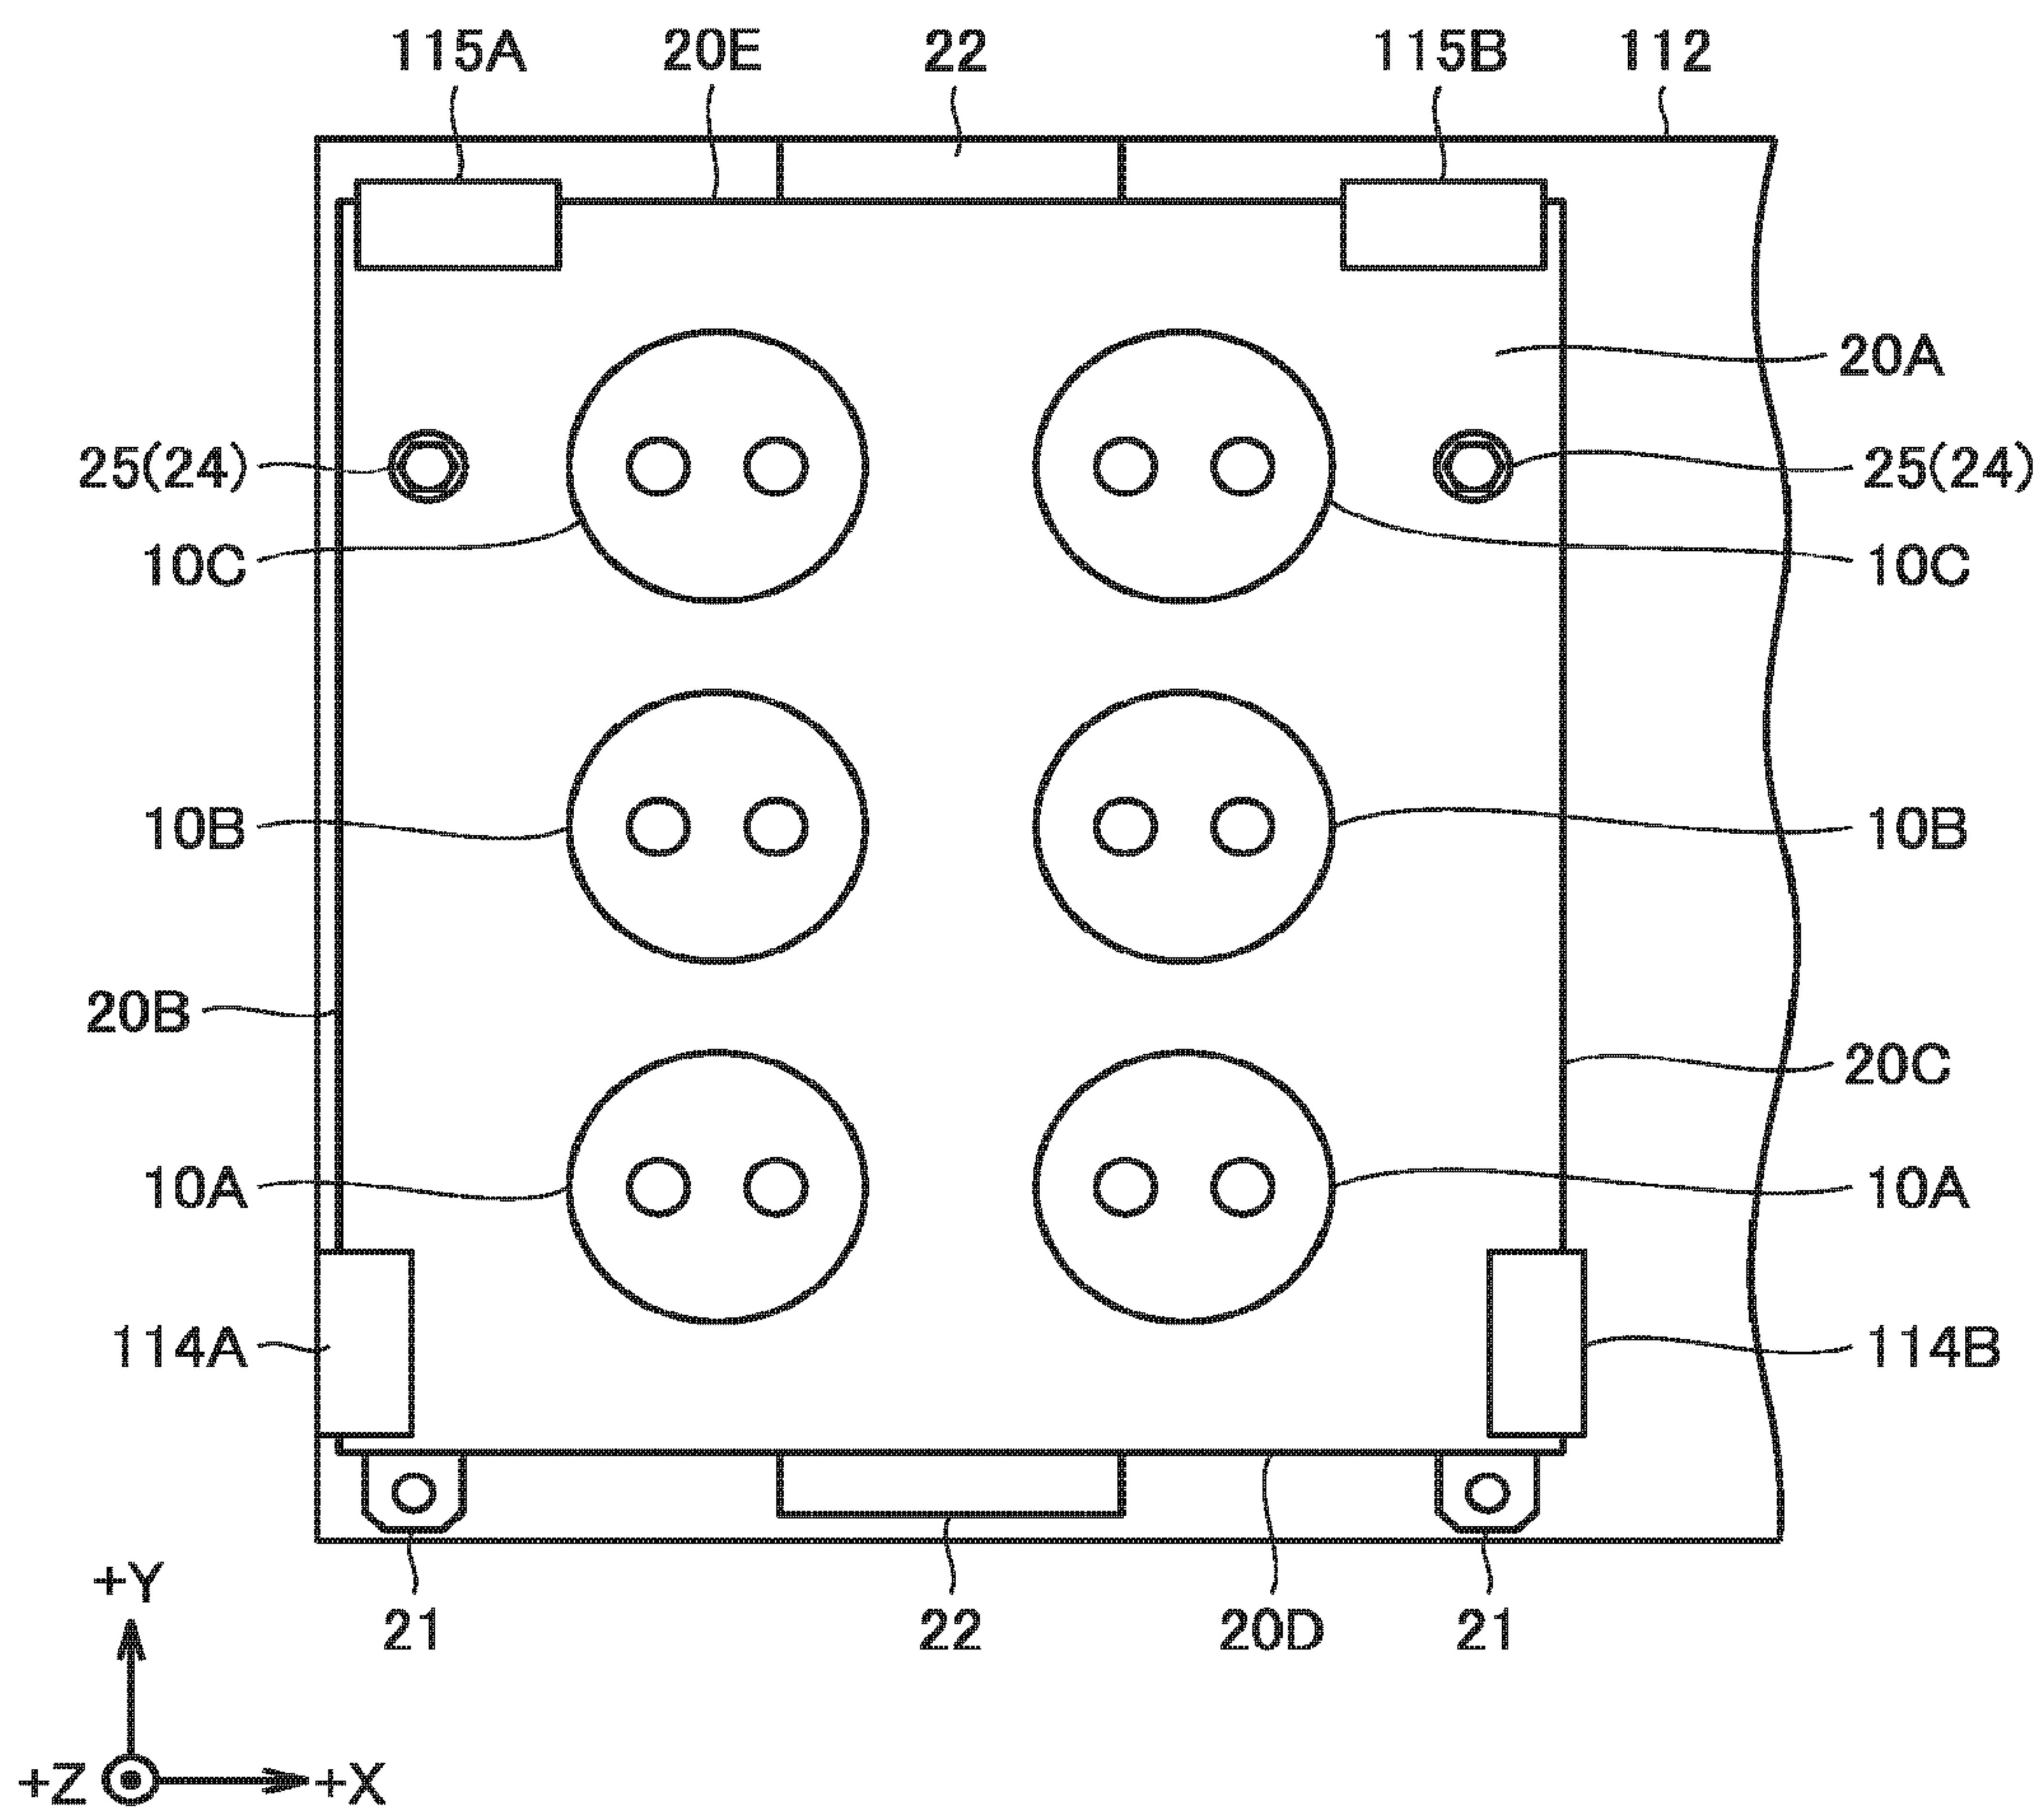 115A 20E 22 115B 112
20A
25(24) 25(24)
10C 10C
10B 10B
20B
20C
10A 10A
114A 114B
+Y
21 22 20D 21
+Z +X